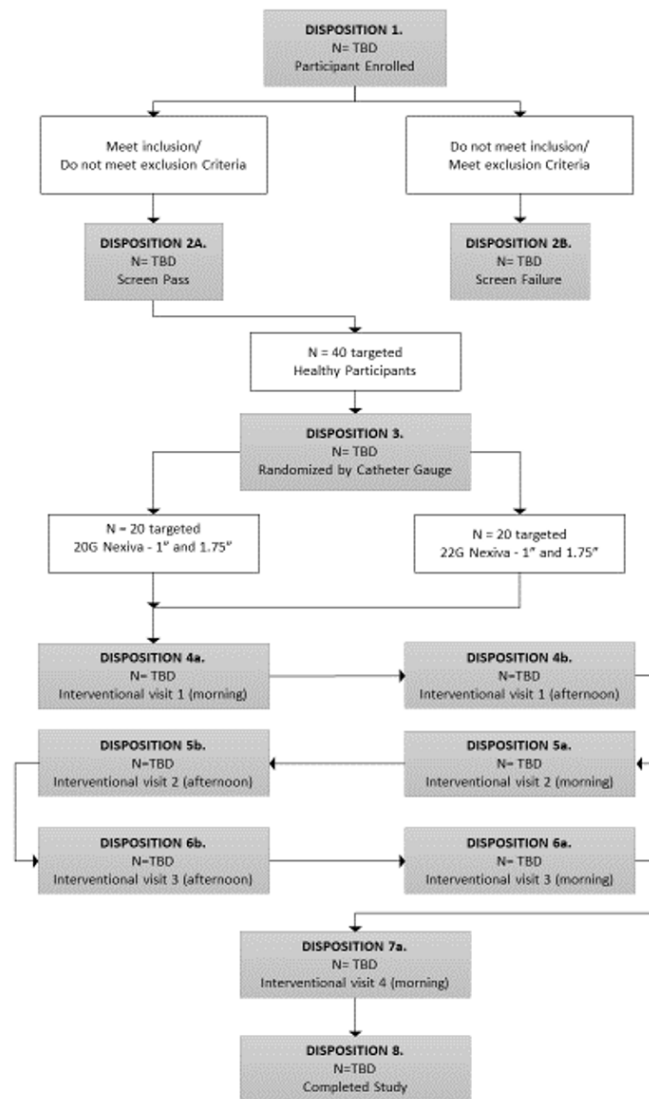 DISPOSITION 1.
N= TBD
Participant Enrolled
Meet inclusion/
Do not meet exclusion Criteria
Do not meet inclusion/
Meet exclusion Criteria
DISPOSITION 2A.
N= TBD
Screen Pass
DISPOSITION 2B.
N= TBD
Screen Failure
N = 40 targeted
Healthy Participants
DISPOSITION 3.
N= TBD
Randomized by Catheter Gauge
N = 20 targeted
20G Nexiva - 1” and 1.75”
N = 20 targeted
22G Nexiva - 1” and 1.75”
DISPOSITION 4a.
N= TBD
Interventional visit 1 (morning)
DISPOSITION 4b.
N=TBD
Interventional visit 1 (afternoon)
DISPOSITION 5b.
N=TBD
Interventional visit 2 (afternoon)
DISPOSITION 5a.
N= TBD
Interventional visit 2 (morning)
DISPOSITION 6b.
N=TBD
Interventional visit 3 (afternoon)
DISPOSITION 6a.
N= TBD
Interventional visit 3 (morning)
DISPOSITION 7a.
N= TBD
Interventional visit 4 (morning)
DISPOSITION 8.
N=TBD
Completed Study